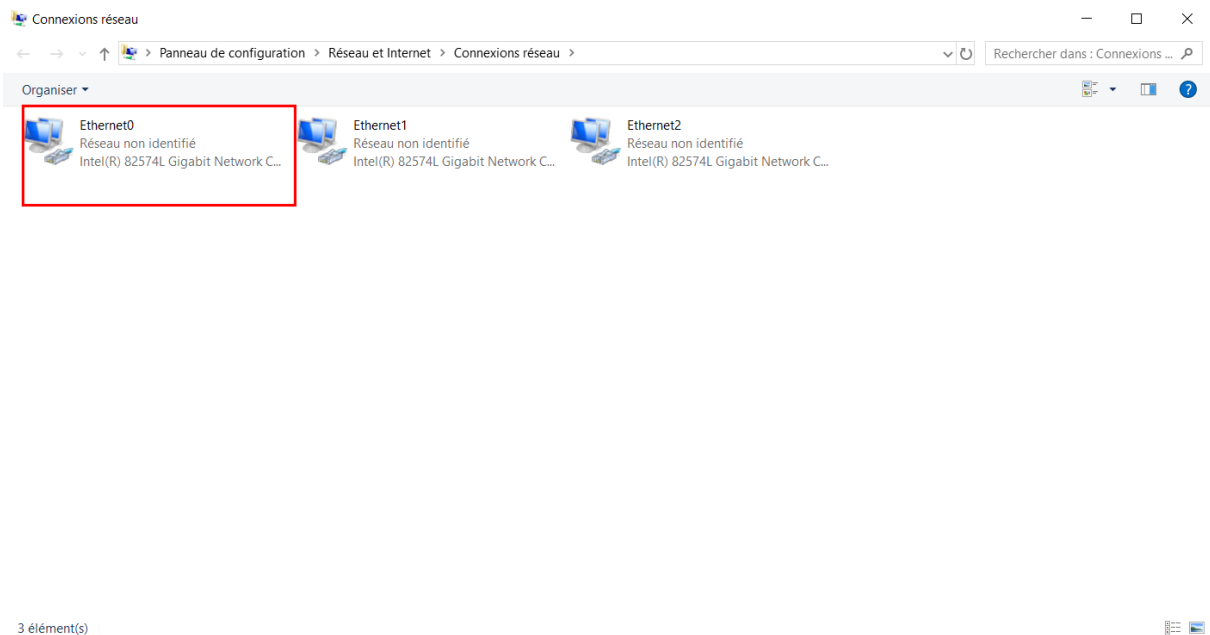 Connexions réseau
Panneau de configuration > Réseau et Internet > Connexions réseau >
Rechercher dans : Connexions ...
Organiser
?
Ethernet0
Réseau non identifié
Intel(R) 82574L Gigabit Network C...
Ethernet1
Réseau non identifié
Intel(R) 82574L Gigabit Network C...
Ethernet2
Réseau non identifié
Intel(R) 82574L Gigabit Network C...
3 élément(s)